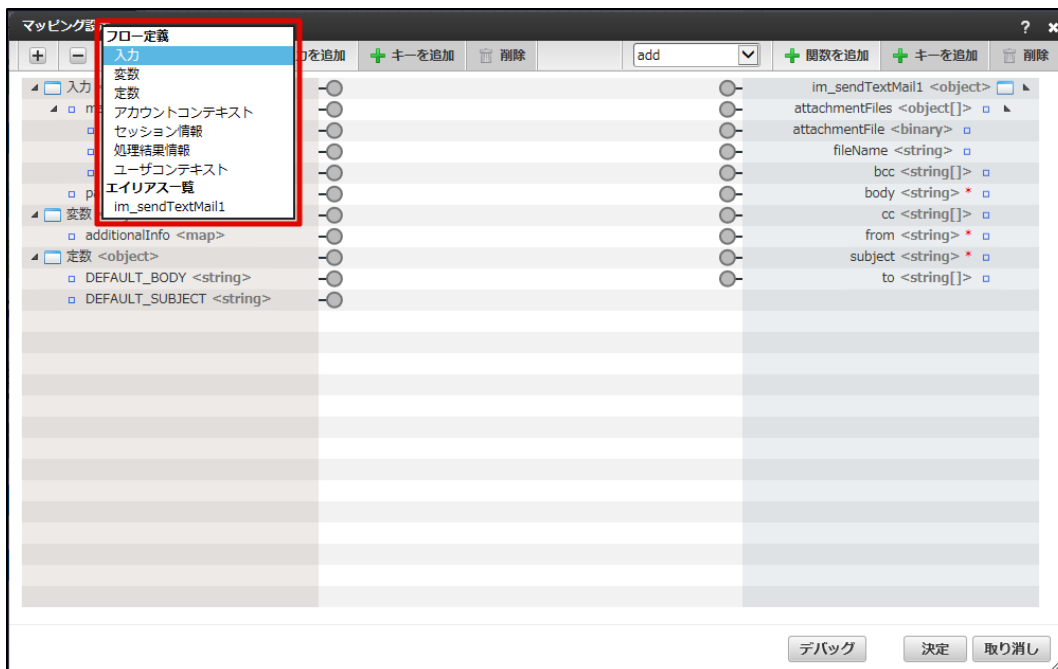 マッピング設
? ×
フロー定義
入力
変数
定数
アカウントコンテキスト
セッション情報
処理結果情報
ユーザコンテキスト
エイリアス一覧
im_sendTextMail1
を追加 キーを追加 削除 add 関数を追加 キーを追加 削除
入力 im_sendTextMail1 <object>
attachmentFiles <object[]>
attachmentFile <binary>
fileName <string>
bcc <string[]>
body <string> *
変数 cc <string[]>
additionalInfo <map> from <string> *
定数 <object> subject <string> *
DEFAULT_BODY <string> to <string[]>
DEFAULT_SUBJECT <string>
デバッグ 決定 取り消し